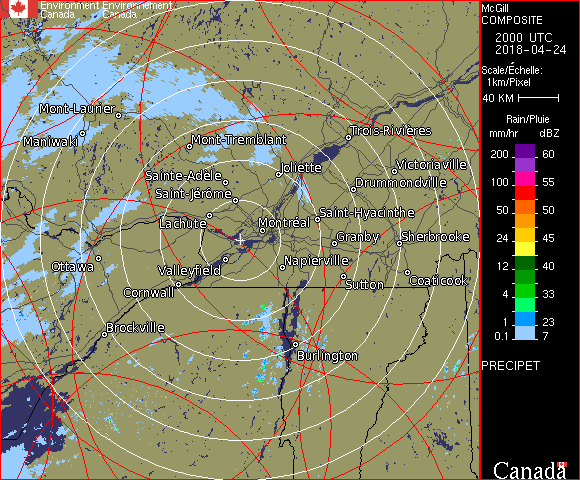 Environment Environnement
Canada Canada
McGill
COMPOSITE
2000 UTC
2018-04-24
Scale/Échelle:
1km/Pixel
40 KM
Rain/Pluie
mm/hr dBZ
200 60
100 55
50 50
24 45
12 40
4 33
1 23
0.1 7
PRECIPET
Mont-Laurier
Maniwaki
Mont-Tremblant
Trois-Rivières
Joliette
Victoriaville
Sainte-Adèle
Drummondville
Saint-Jérôme
Lachute
Saint-Hyacinthe
Montréal
Granby
Sherbrooke
Ottawa
Valleyfield
Napierville
Sutton
Coaticook
Cornwall
Brockville
Burlington
Canada